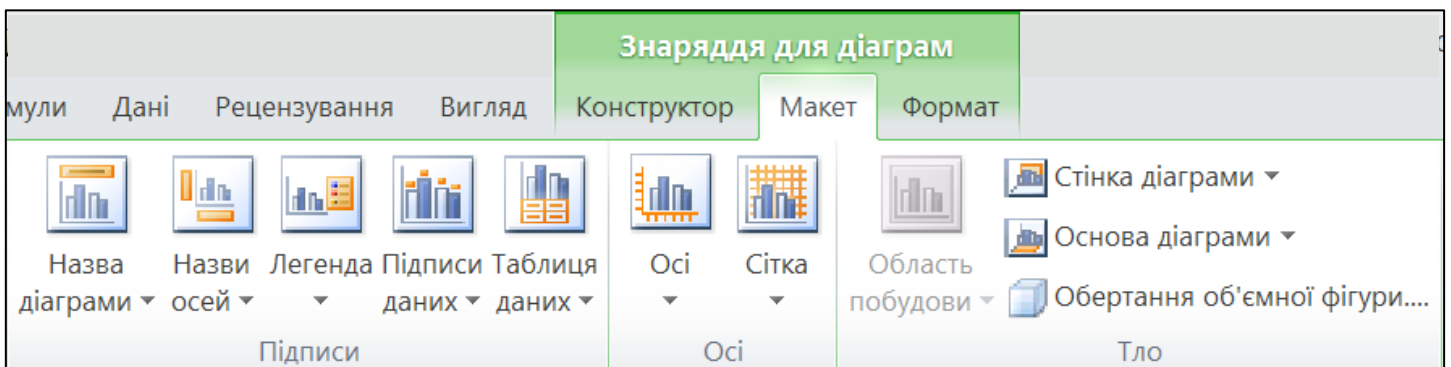 Знаряддя для діаграм
мули Дані Рецензування Вигляд Конструктор Макет Формат
Назва діаграми
Назви осей
Легенда
Підписи даних
Таблиця даних
Осі
Сітка
Область побудови
Стінка діаграми
Основа діаграми
Обертання об'ємної фігури....
Підписи
Осі
Тло